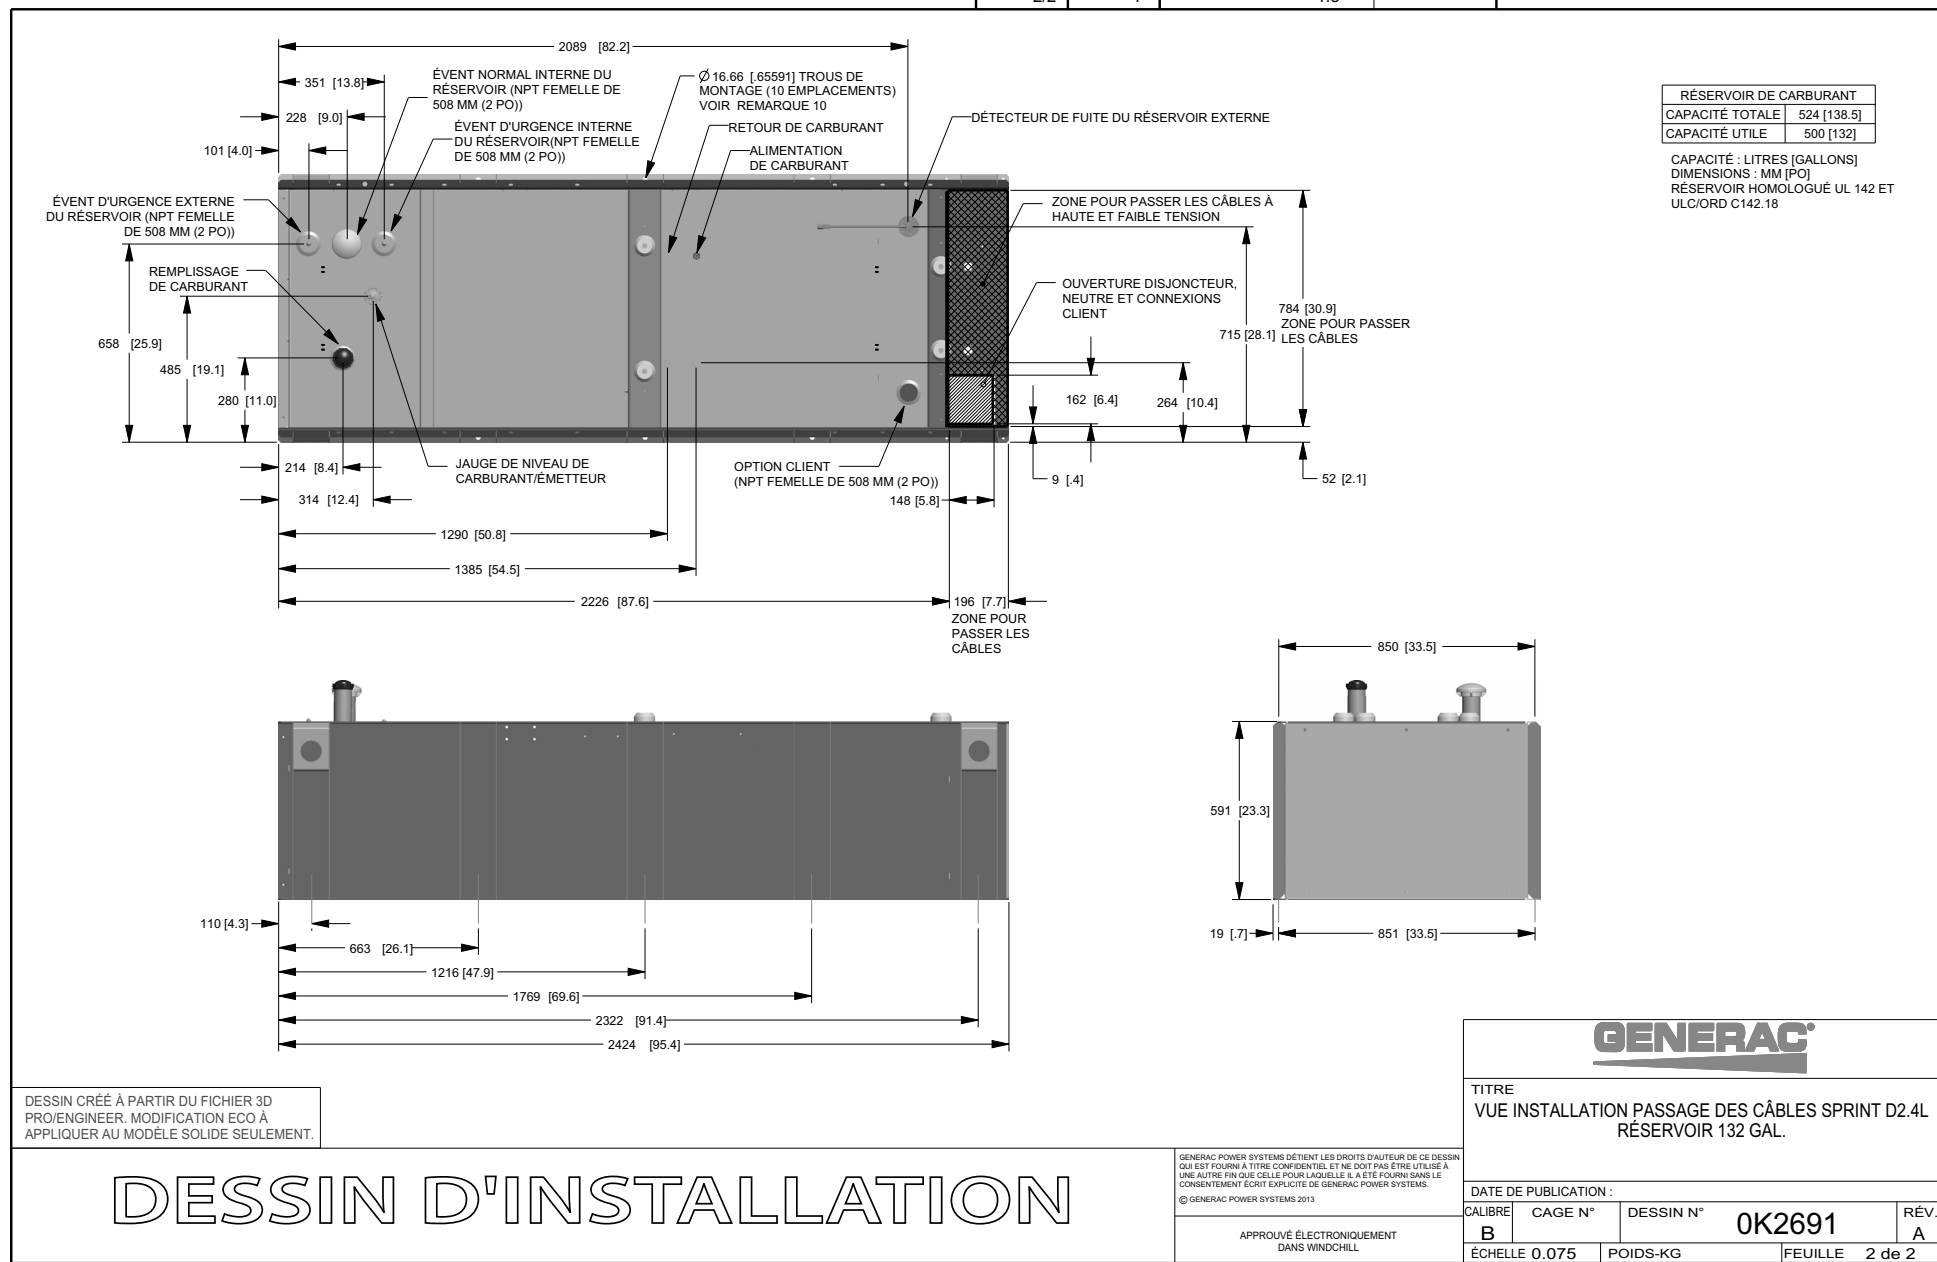 2089 [82.2]
351 [13.8]
228 [9.0]
101 [4.0]
ÉVENT NORMAL INTERNE DU
RÉSERVOIR (NPT FEMELLE DE
508 MM (2 PO))
ÉVENT D'URGENCE INTERNE
DU RÉSERVOIR(NPT FEMELLE
DE 508 MM (2 PO))
Ø 16.66 [.65591] TROUS DE
MONTAGE (10 EMPLACEMENTS)
VOIR REMARQUE 10
RETOUR DE CARBURANT
ALIMENTATION
DE CARBURANT
DÉTECTEUR DE FUITE DU RÉSERVOIR EXTERNE
RÉSERVOIR DE CARBURANT
CAPACITÉ TOTALE 524 [138.5]
CAPACITÉ UTILE 500 [132]
CAPACITÉ : LITRES [GALLONS]
DIMENSIONS : MM [PO]
RÉSERVOIR HOMOLOGUÉ UL 142 ET
ULC/ORD C142.18
ÉVENT D'URGENCE EXTERNE
DU RÉSERVOIR (NPT FEMELLE
DE 508 MM (2 PO))
ZONE POUR PASSER LES CÂBLES À
HAUTE ET FAIBLE TENSION
REMPLISSAGE
DE CARBURANT
OUVERTURE DISJONCTEUR,
NEUTRE ET CONNEXIONS
CLIENT
784 [30.9]
ZONE POUR PASSER
LES CÂBLES
715 [28.1]
658 [25.9]
485 [19.1]
280 [11.0]
162 [6.4]
264 [10.4]
214 [8.4]
314 [12.4]
JAUGE DE NIVEAU DE
CARBURANT/ÉMETTEUR
OPTION CLIENT
(NPT FEMELLE DE 508 MM (2 PO))
148 [5.8]
9 [.4]
52 [2.1]
1290 [50.8]
1385 [54.5]
2226 [87.6]
196 [7.7]
ZONE POUR
PASSER LES
CÂBLES
850 [33.5]
591 [23.3]
19 [.7]
851 [33.5]
110 [4.3]
663 [26.1]
1216 [47.9]
1769 [69.6]
2322 [91.4]
2424 [95.4]
DESSIN CRÉÉ À PARTIR DU FICHIER 3D
PRO/ENGINEER. MODIFICATION ECO À
APPLIQUER AU MODÈLE SOLIDE SEULEMENT.
DESSIN D'INSTALLATION
GENERAC POWER SYSTEMS DÉTIENT LES DROITS D'AUTEUR DE CE DESSIN
QUI EST FOURNI À TITRE CONFIDENTIEL ET NE DOIT PAS ÊTRE UTILISÉ À
UNE AUTRE FIN QUE CELLE POUR LAQUELLE IL A ÉTÉ FOURNI SANS LE
CONSENTEMENT ÉCRIT EXPLICITE DE GENERAC POWER SYSTEMS.
© GENERAC POWER SYSTEMS 2013
APPROUVÉ ÉLECTRONIQUEMENT
DANS WINDCHILL
GENERAC®
TITRE
VUE INSTALLATION PASSAGE DES CÂBLES SPRINT D2.4L
RÉSERVOIR 132 GAL.
DATE DE PUBLICATION :
CALIBRE B
CAGE N°
DESSIN N° 0K2691
RÉV. A
ÉCHELLE 0.075
POIDS-KG
FEUILLE 2 de 2